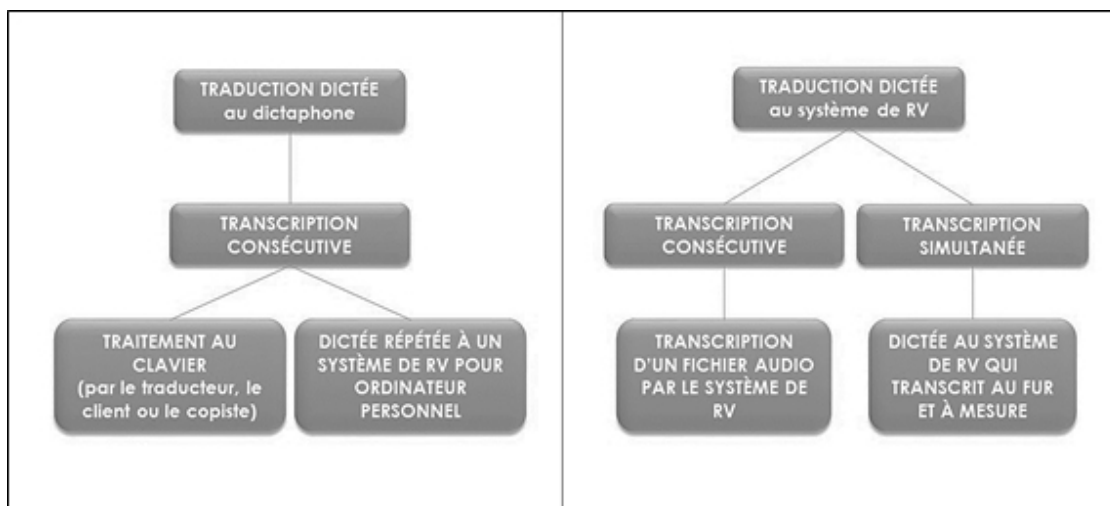 TRADUCTION DICTÉE
au dictaphone
TRANSCRIPTION
CONSÉCUTIVE
TRAITEMENT AU
CLAVIER
(par le traducteur, le
client ou le copiste)
DICTÉE RÉPÉTÉE À UN
SYSTÈME DE RV POUR
ORDINATEUR
PERSONNEL
TRADUCTION DICTÉE
au système de RV
TRANSCRIPTION
CONSÉCUTIVE
TRANSCRIPTION
SIMULTANÉE
TRANSCRIPTION
D'UN FICHIER AUDIO
PAR LE SYSTÈME DE
RV
DICTÉE AU SYSTÈME
DE RV QUI
TRANSCRIT AU FUR
ET À MESURE